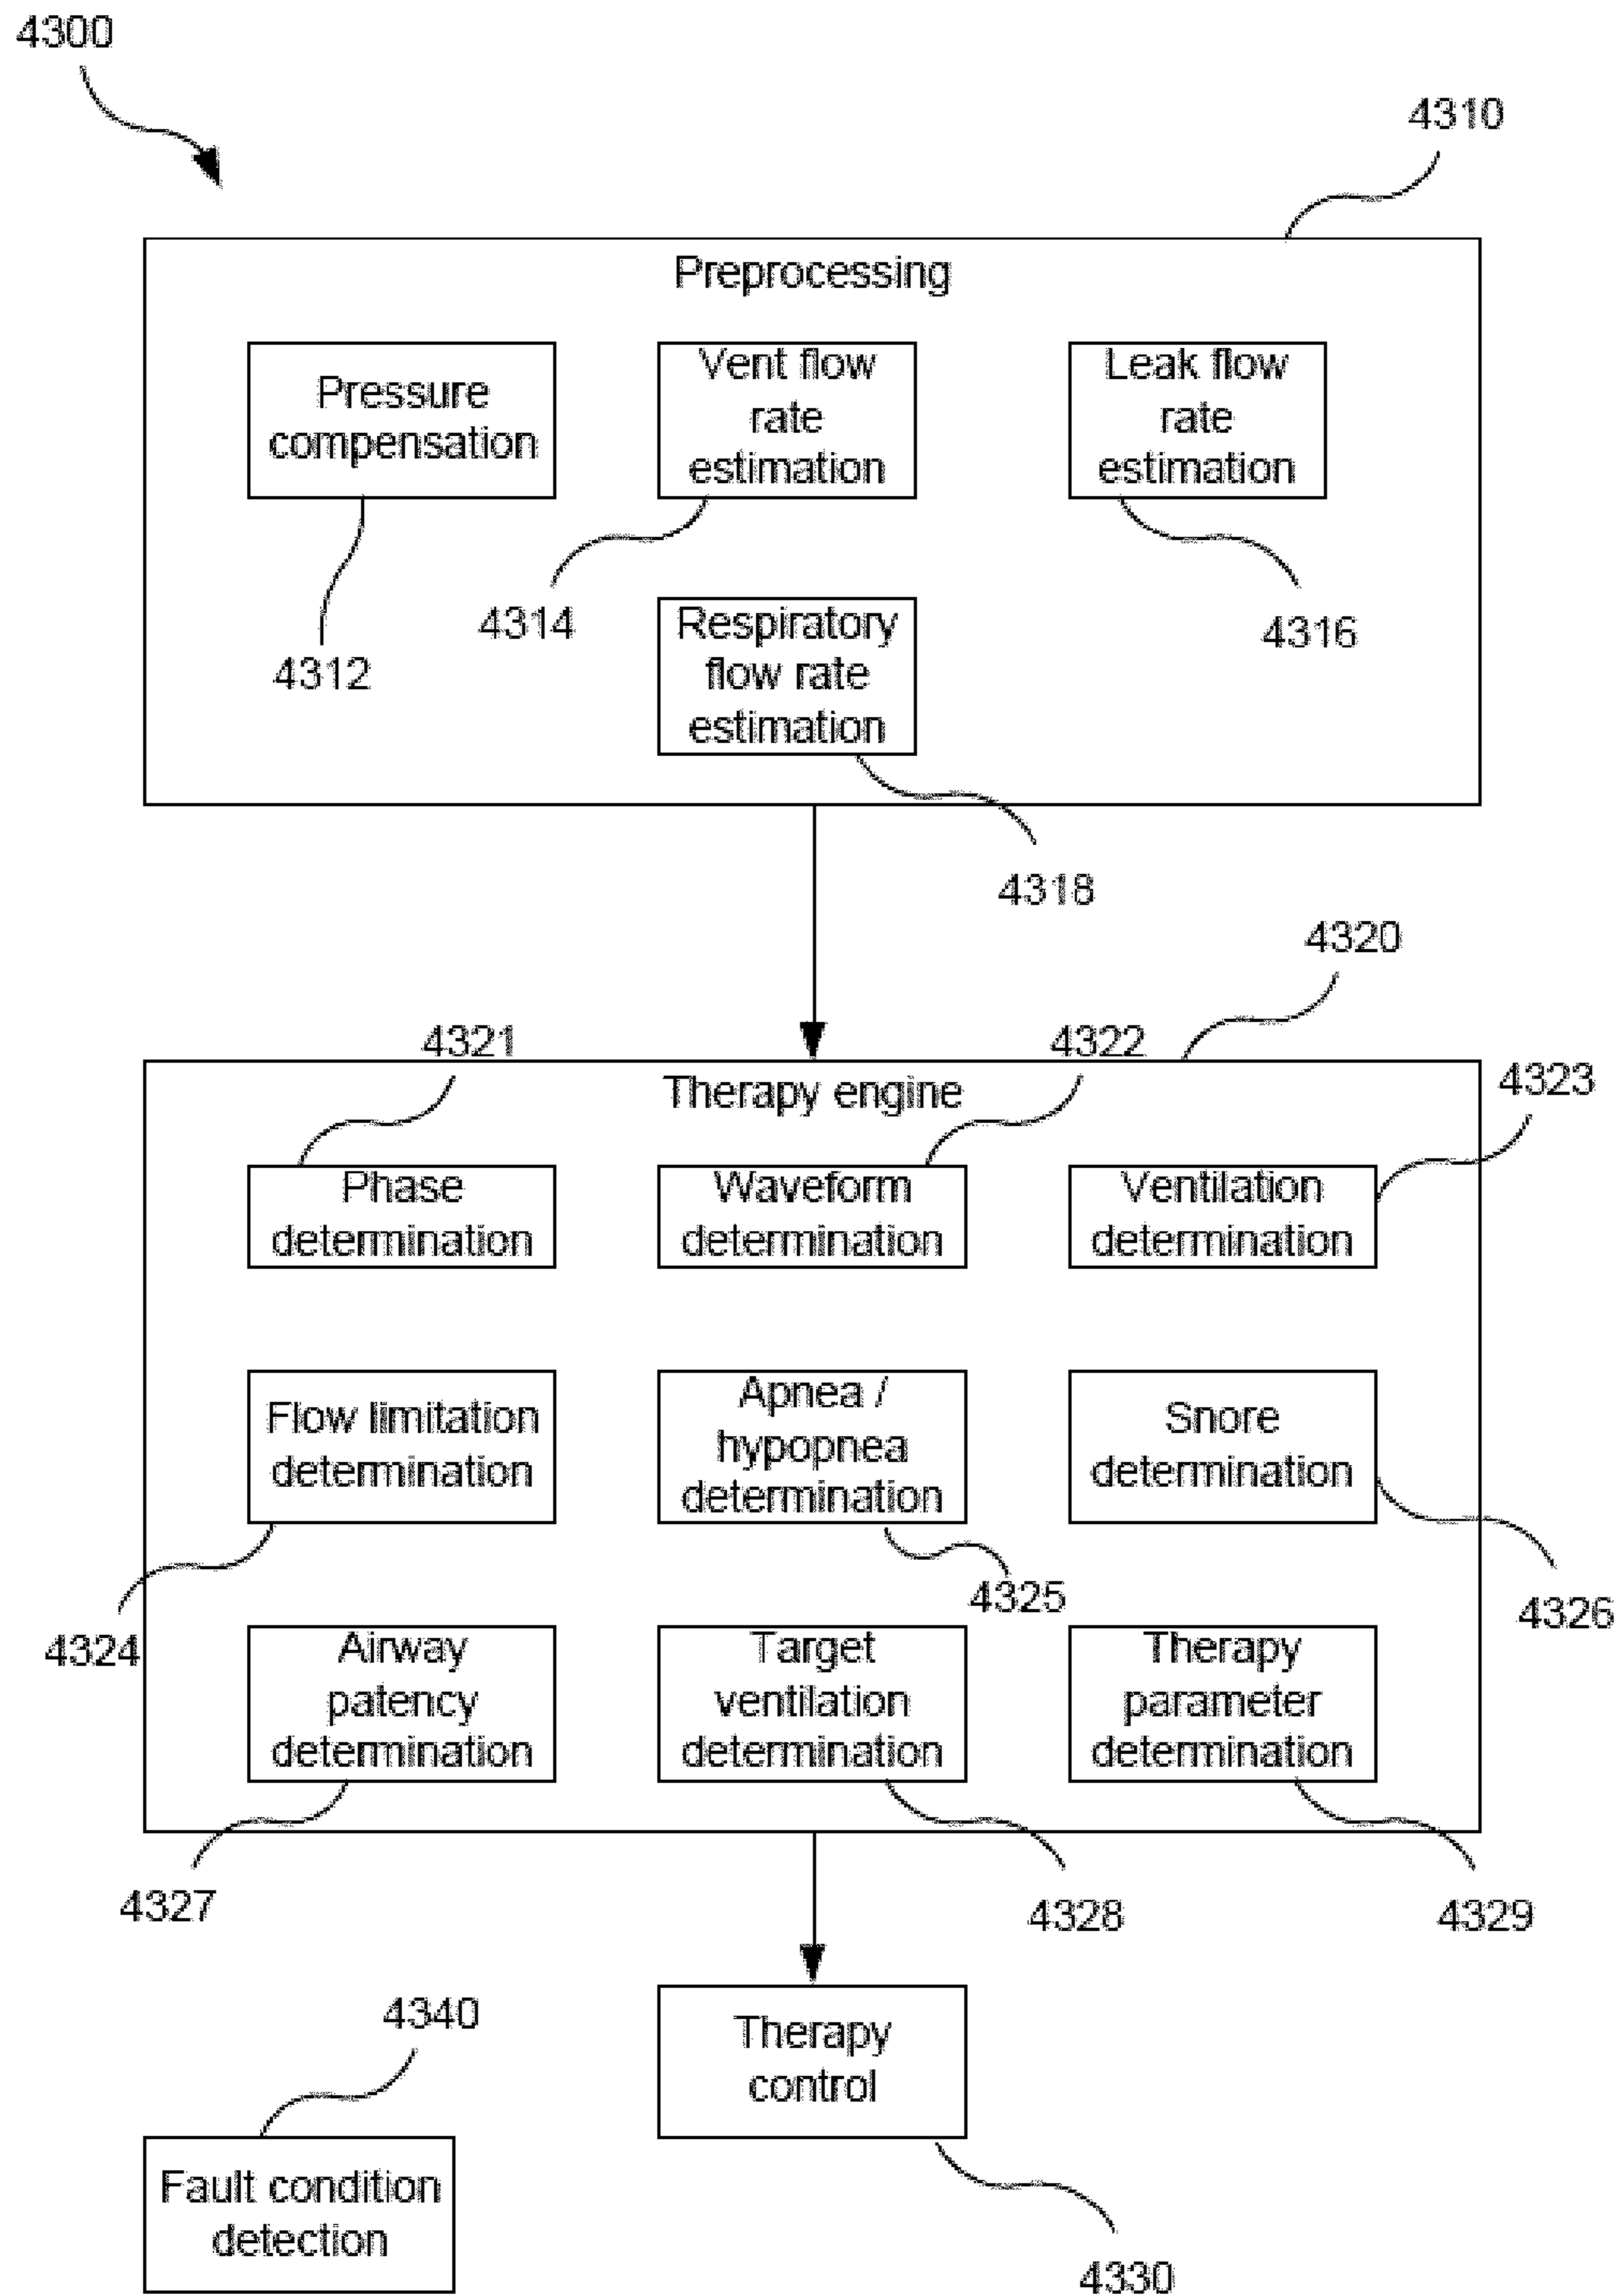 4300
4310
Preprocessing
Pressure
compensation
Vent flow
rate
estimation
Leak flow
rate
estimation
4312
4314
4316
Respiratory
flow rate
estimation
4318
4320
4321
4322
4323
Therapy engine
Phase
determination
Waveform
determination
Ventilation
determination
Flow limitation
determination
Apnea /
hypopnea
determination
Snore
determination
4324
4325
4326
Airway
patency
determination
Target
ventilation
determination
Therapy
parameter
determination
4327
4328
4329
4340
Therapy
control
Fault condition
detection
4330